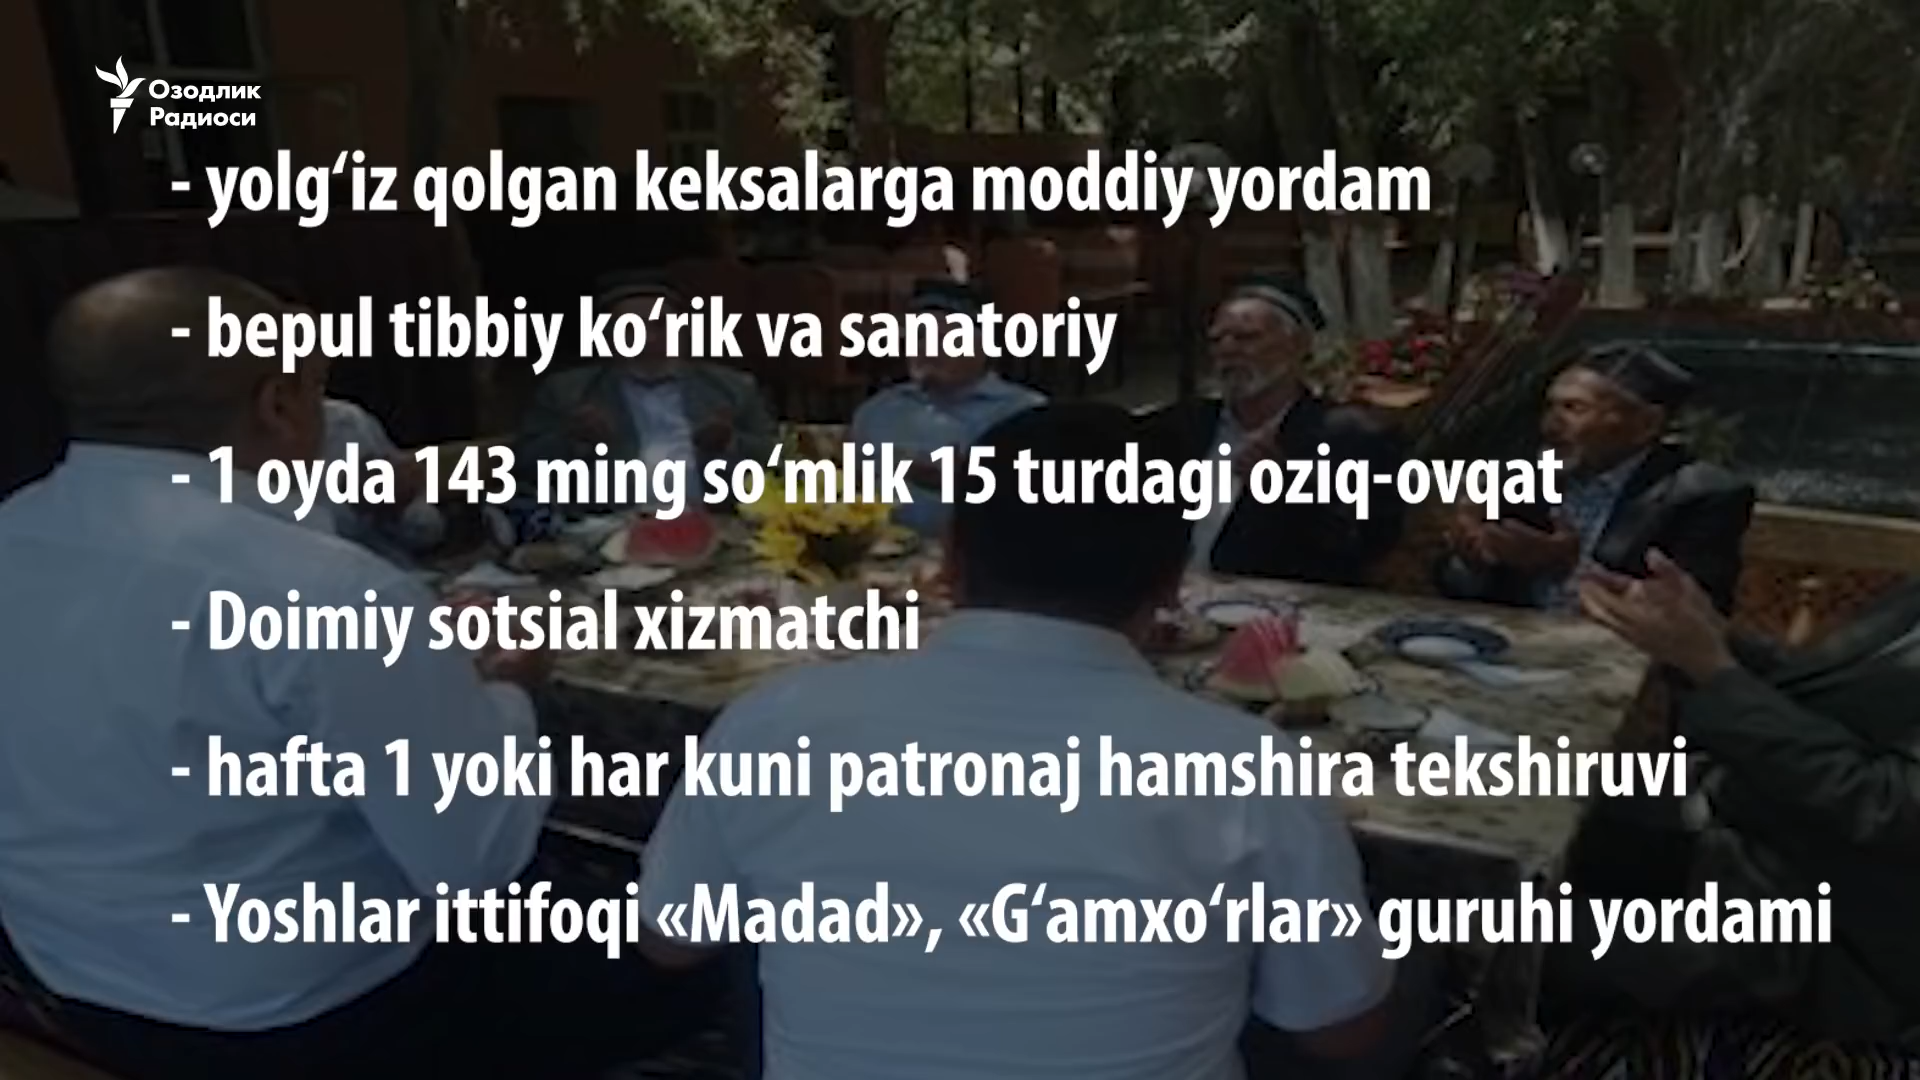 Озодлик
Радиоси
- yolg‘iz qolgan keksalarga moddiy yordam
- bepul tibbiy ko‘rik va sanatoriy
- 1 oyda 143 ming so‘mlik 15 turdagi oziq-ovqat
- Doimiy sotsial xizmatchi
- hafta 1 yoki har kuni patronaj hamshira tekshiruvi
- Yoshlar ittifoqi «Madad», «G‘amxo‘rlar» guruhi yordami